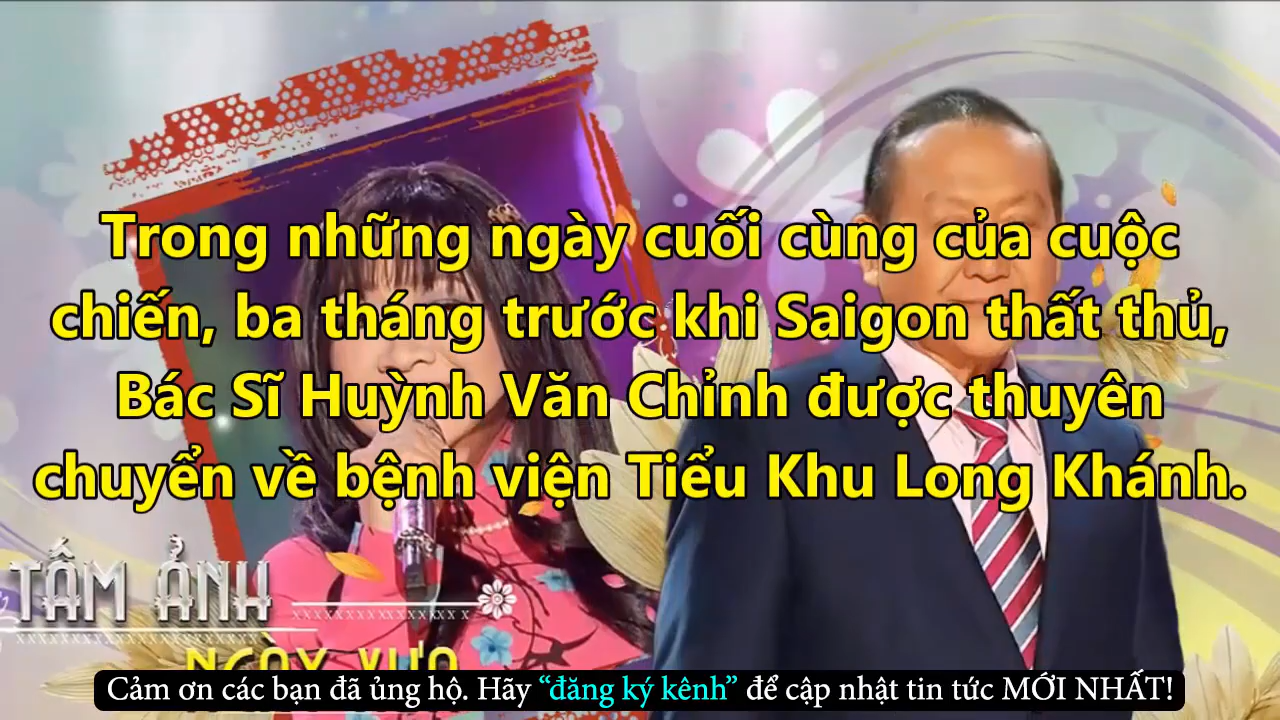 Trong những ngày cuối cùng của cuộc
chiến, ba tháng trước khi Saigon thất thủ,
Bác Sĩ Huỳnh Văn Chỉnh được thuyên
chuyển về bệnh viện Tiểu Khu Long Khánh.
TẤM ẢNH
NGÀY XƯA
Cảm ơn các bạn đã ủng hộ. Hãy “đăng ký kênh” để cập nhật tin tức MỚI NHẤT!